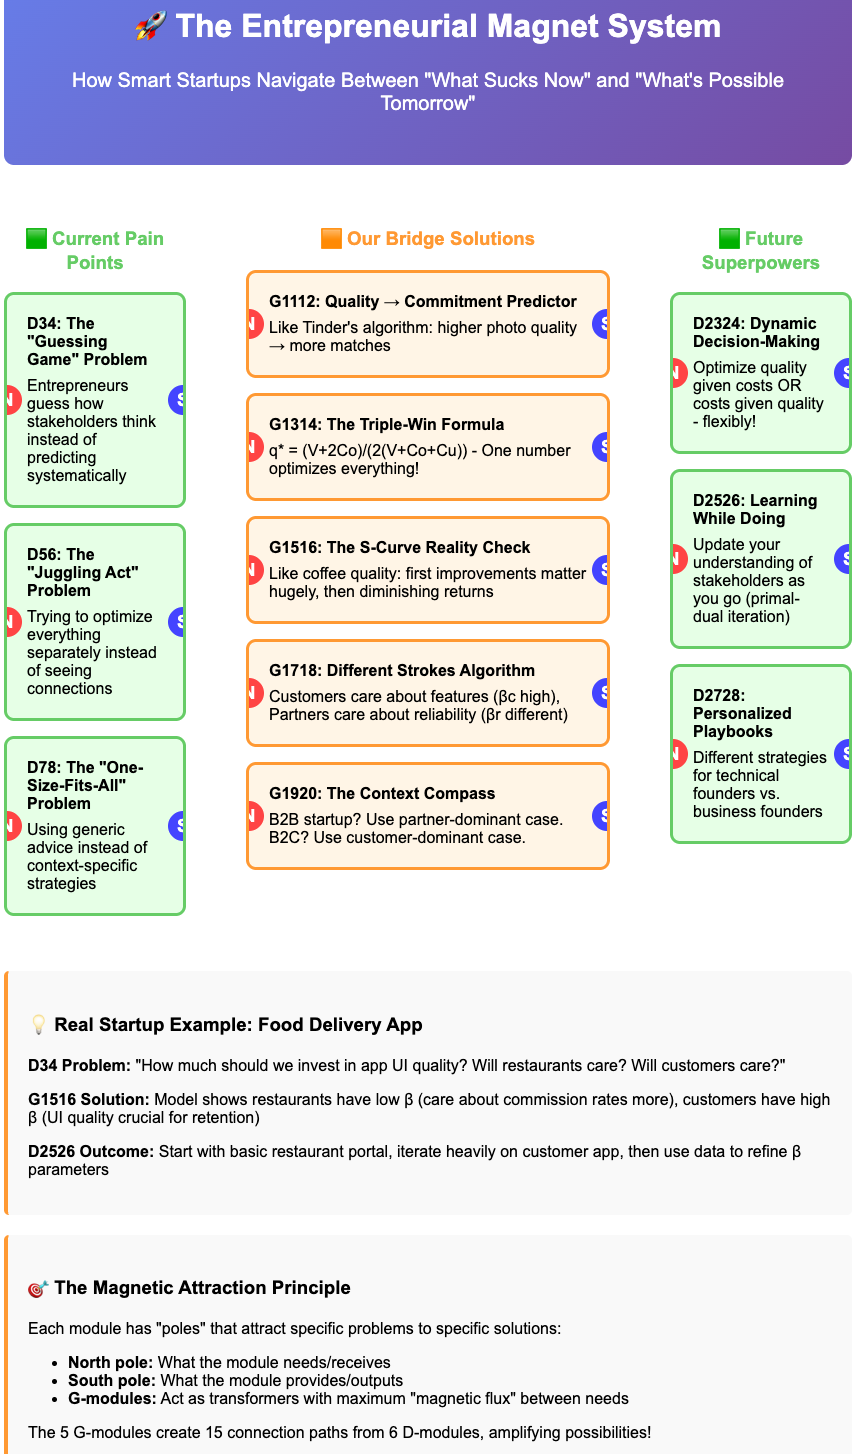 🚀 The Entrepreneurial Magnet System
How Smart Startups Navigate Between "What Sucks Now" and "What's Possible
Tomorrow"
🟩 Current Pain
Points
D34: The
"Guessing
Game" Problem
Entrepreneurs
guess how
stakeholders think
instead of
predicting
systematically
N
S
D56: The
"Juggling Act"
Problem
Trying to optimize
everything
separately instead
of seeing
connections
N
S
D78: The "One-
Size-Fits-All"
Problem
Using generic
advice instead of
context-specific
strategies
N
S
🟧 Our Bridge Solutions
G1112: Quality → Commitment Predictor
Like Tinder's algorithm: higher photo quality
→ more matches
N
S
G1314: The Triple-Win Formula
q* = (V+2Co)/(2(V+Co+Cu)) - One number
optimizes everything!
N
S
G1516: The S-Curve Reality Check
Like coffee quality: first improvements matter
hugely, then diminishing returns
N
S
G1718: Different Strokes Algorithm
Customers care about features (βc high),
Partners care about reliability (βr different)
N
S
G1920: The Context Compass
B2B startup? Use partner-dominant case.
B2C? Use customer-dominant case.
N
S
🟩 Future
Superpowers
D2324: Dynamic
Decision-Making
Optimize quality
given costs OR
costs given quality
- flexibly!
N
S
D2526: Learning
While Doing
Update your
understanding of
stakeholders as
you go (primal-
dual iteration)
N
S
D2728:
Personalized
Playbooks
Different strategies
for technical
founders vs.
business founders
N
S
💡 Real Startup Example: Food Delivery App
D34 Problem: "How much should we invest in app UI quality? Will restaurants care? Will customers care?"
G1516 Solution: Model shows restaurants have low β (care about commission rates more), customers have high
β (UI quality crucial for retention)
D2526 Outcome: Start with basic restaurant portal, iterate heavily on customer app, then use data to refine β
parameters
🎯 The Magnetic Attraction Principle
Each module has "poles" that attract specific problems to specific solutions:
• North pole: What the module needs/receives
• South pole: What the module provides/outputs
• G-modules: Act as transformers with maximum "magnetic flux" between needs
The 5 G-modules create 15 connection paths from 6 D-modules, amplifying possibilities!